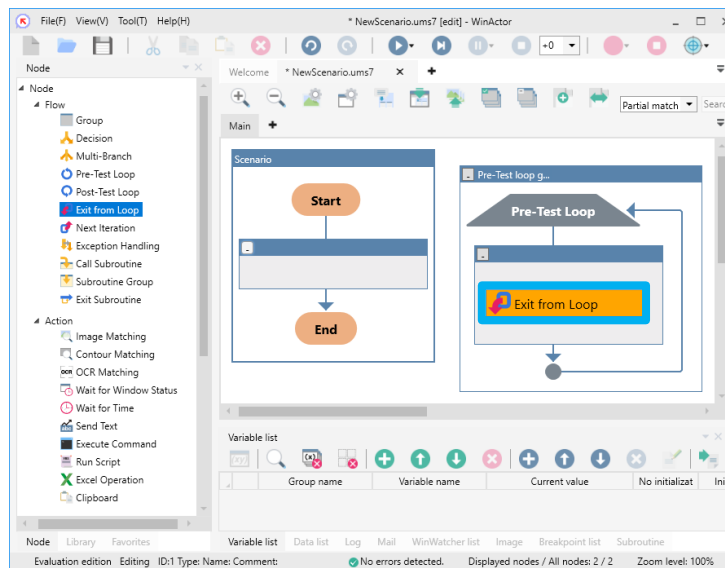 File(F) View(V) Tool(T) Help(H)
* NewScenario.ums7 [edit] - WinActor
+0
Node
Welcome * NewScenario.ums7
Partial match
Main
Node
Flow
Group
Decision
Multi-Branch
Pre-Test Loop
Post-Test Loop
Exit from Loop
Next Iteration
Exception Handling
Call Subroutine
Subroutine Group
Exit Subroutine
Action
Image Matching
Contour Matching
OCR Matching
Wait for Window Status
Wait for Time
Send Text
Execute Command
Run Script
Excel Operation
Clipboard
Node Library Favorites
Scenario
Start
End
Pre-Test loop g...
Pre-Test Loop
Exit from Loop
Variable list
Group name Variable name Current value No initializat Ini
Variable list Data list Log Mail WinWatcher list Image Breakpoint list Subroutine
Evaluation edition Editing ID:1 Type: Name: Comment: No errors detected. Displayed nodes / All nodes: 2 / 2 Zoom level: 100%